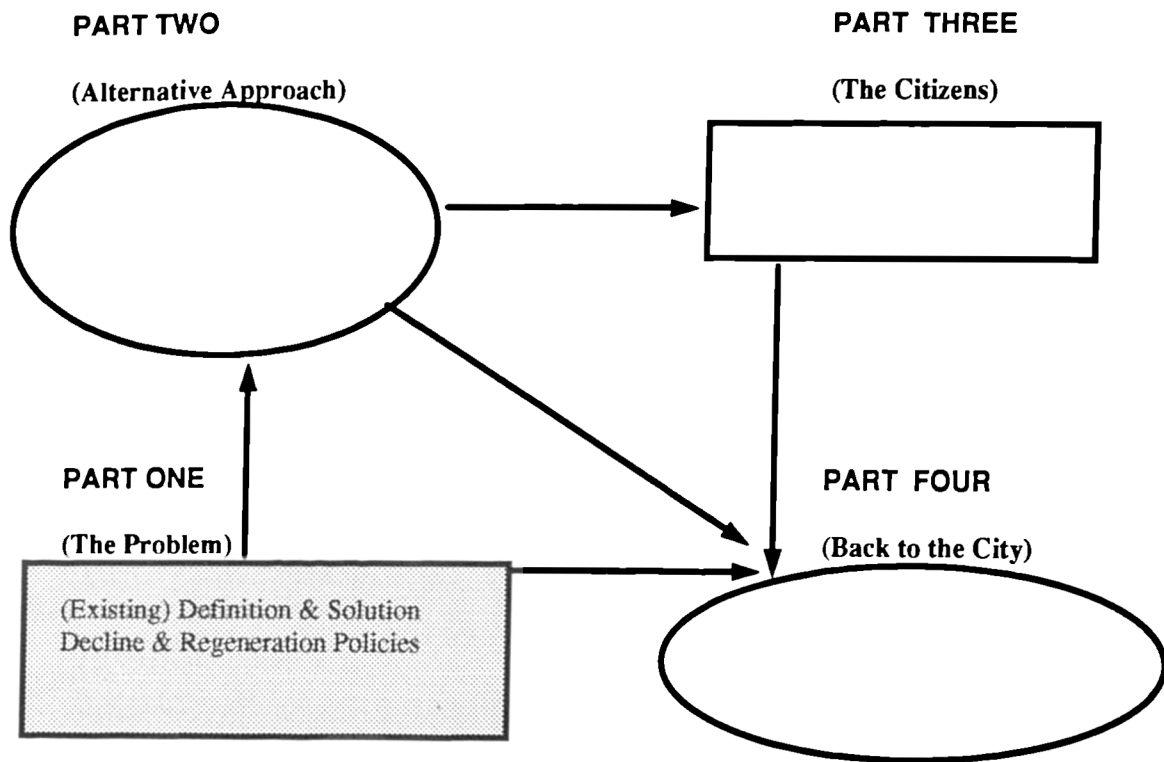 PART TWO
(Alternative Approach)
PART THREE
(The Citizens)
PART ONE
(The Problem)
(Existing) Definition & Solution
Decline & Regeneration Policies
PART FOUR
(Back to the City)